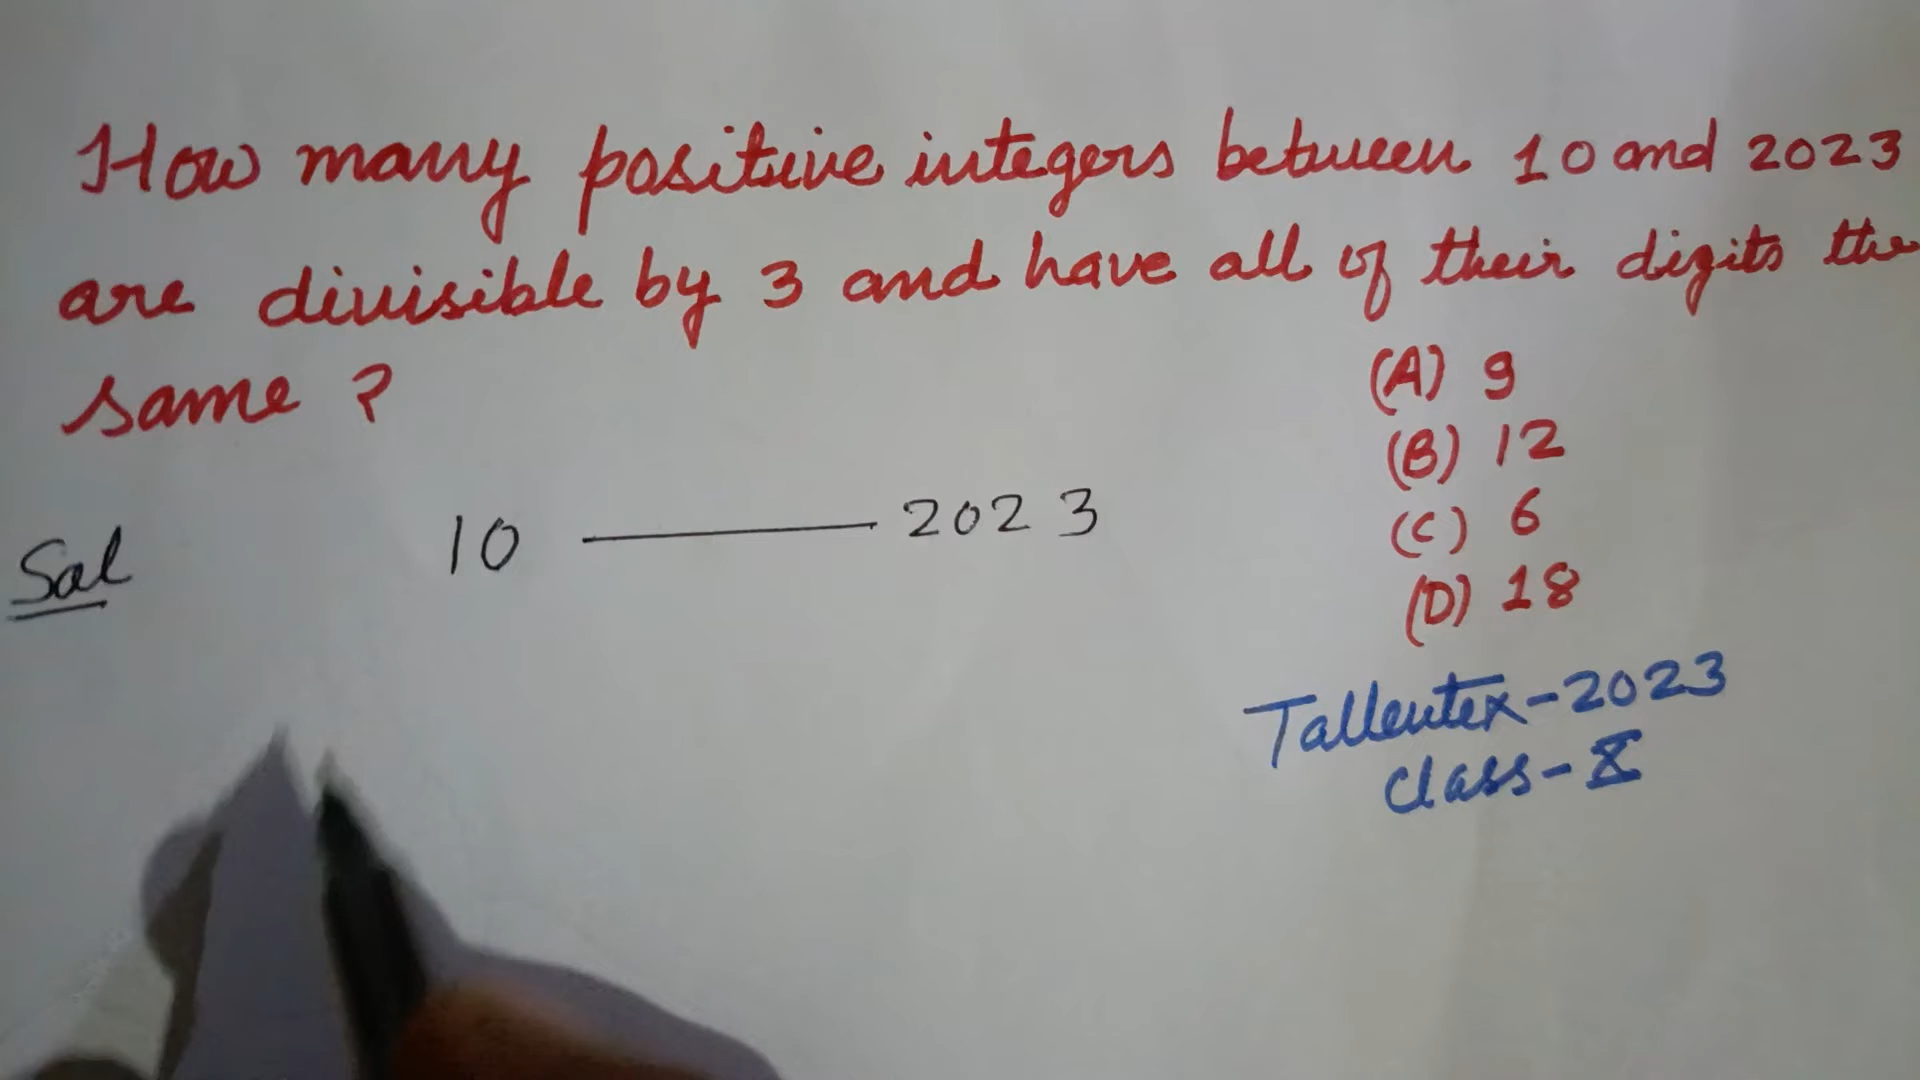 How many positive integers between 10 and 2023
are divisible by 3 and have all of their digits the
same ?
(A) 9
(B) 12
(C) 6
(D) 18
Sol 10 — 2023
Tallentex-2023
class-X